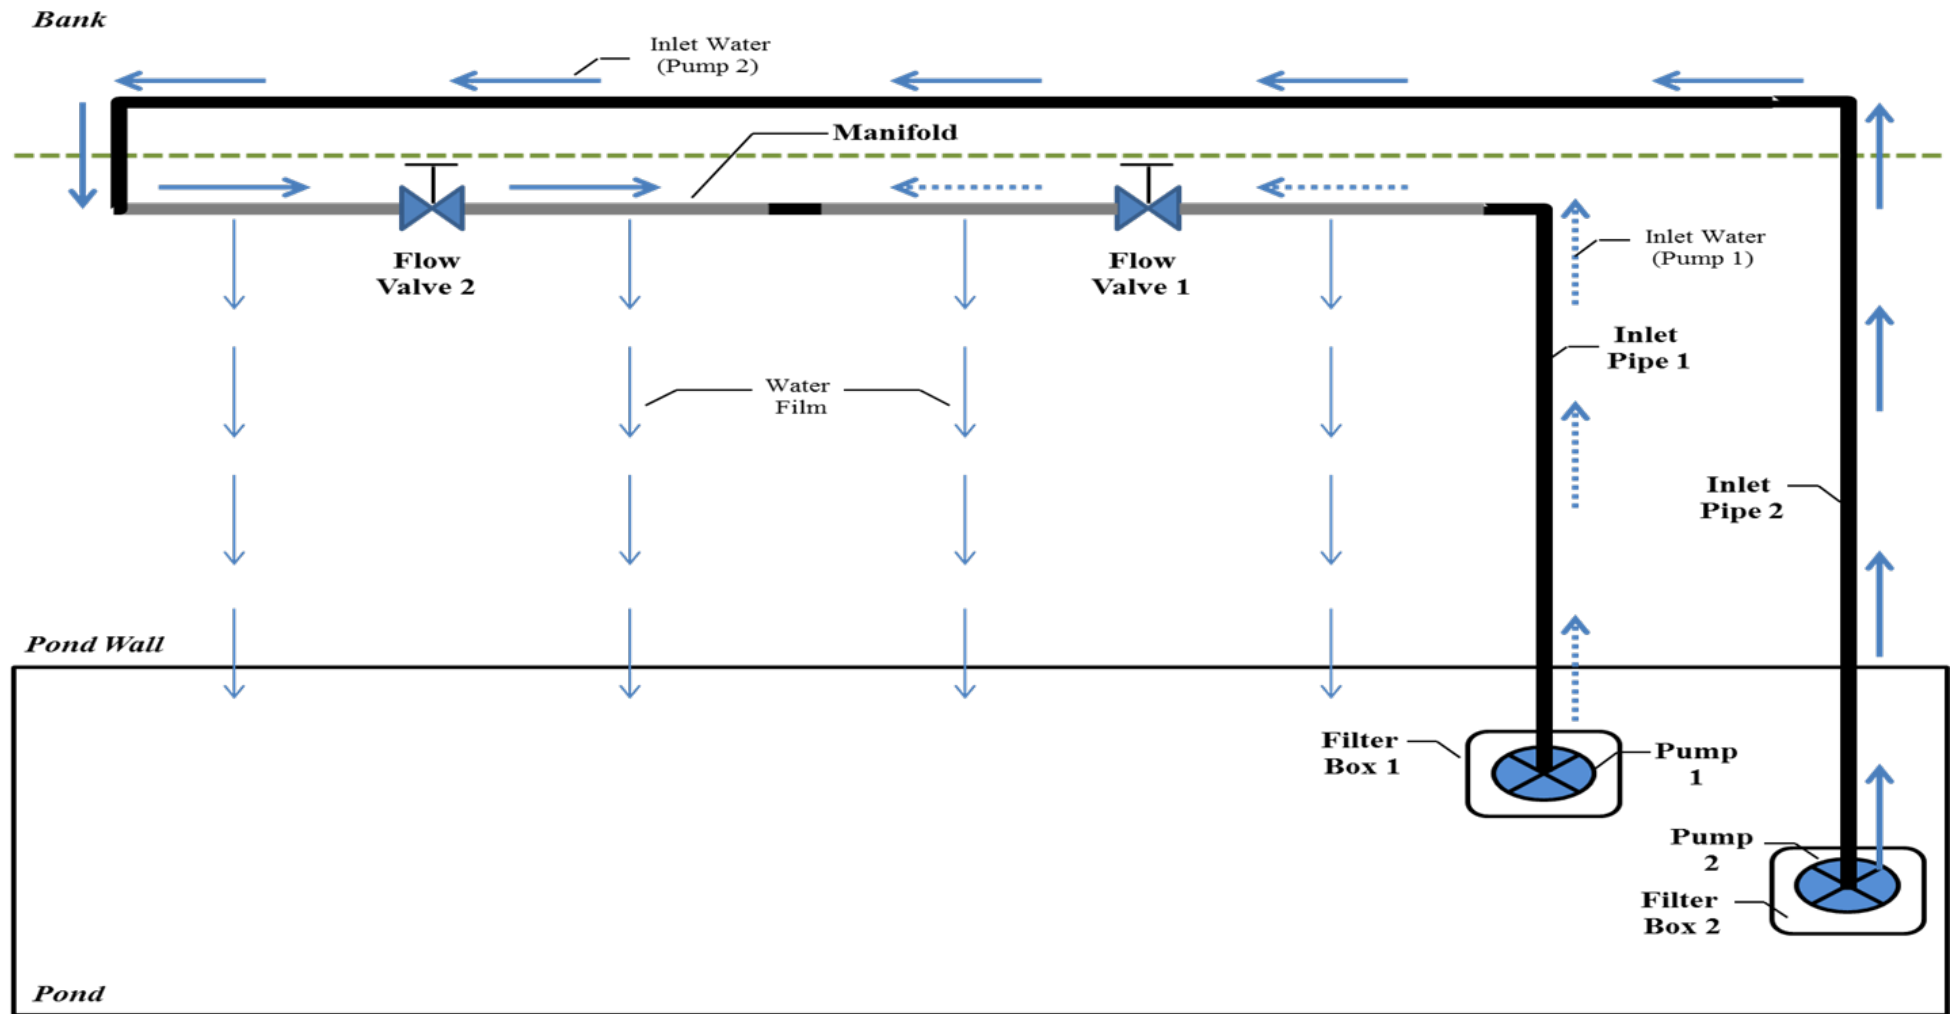 Bank
Inlet Water
(Pump 2)
Manifold
Flow
Valve 2
Flow
Valve 1
Inlet Water
(Pump 1)
Inlet
Pipe 1
Water
Film
Inlet
Pipe 2
Pond Wall
Filter
Box 1
Pump
1
Pump
2
Filter
Box 2
Pond